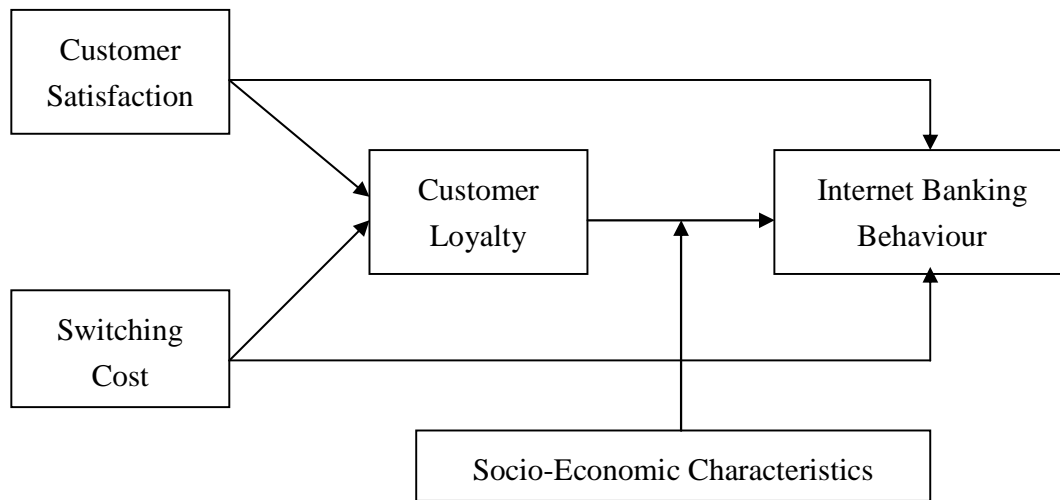 Customer
Satisfaction
Customer
Loyalty
Internet Banking
Behaviour
Switching
Cost
Socio-Economic Characteristics